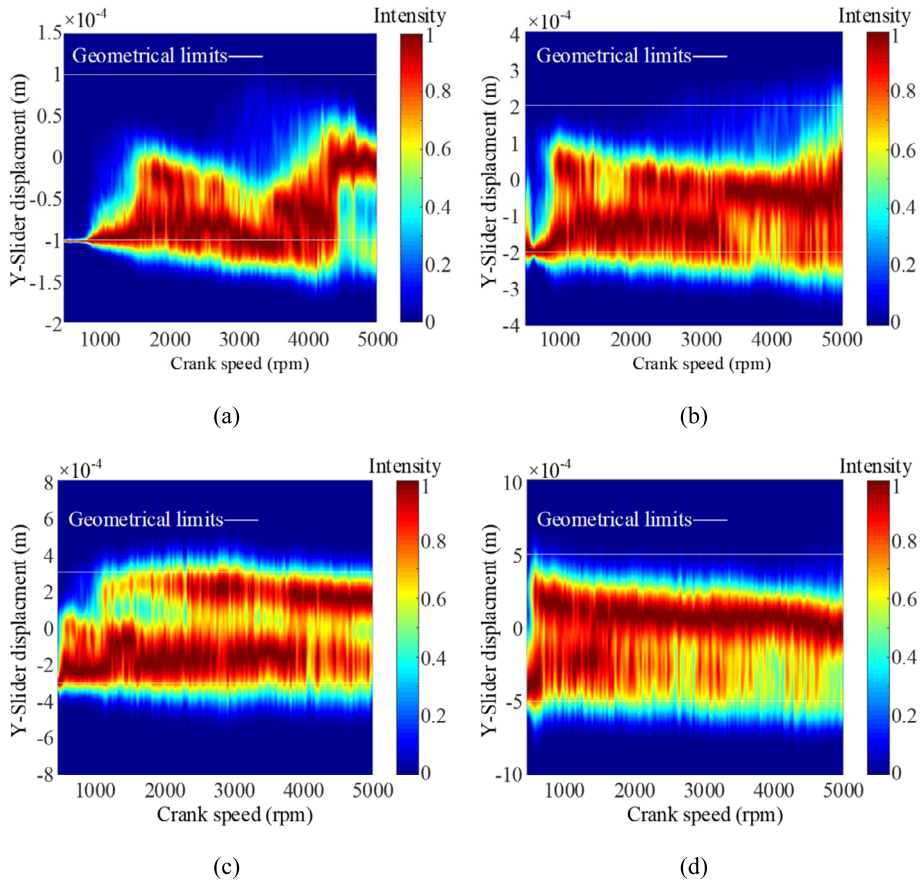 ×10⁻⁴
Intensity
Geometrical limits
1.5
1
0.5
0
-0.5
-1
-1.5
-2
Y-Slider displacment (m)
1000 2000 3000 4000 5000
Crank speed (rpm)
1
0.8
0.6
0.4
0.2
0
(a)
×10⁻⁴
Intensity
Geometrical limits
4
3
2
1
0
-1
-2
-3
-4
Y-Slider displacment (m)
1000 2000 3000 4000 5000
Crank speed (rpm)
1
0.8
0.6
0.4
0.2
0
(b)
×10⁻⁴
Intensity
Geometrical limits
8
6
4
2
0
-2
-4
-6
-8
Y-Slider displacment (m)
1000 2000 3000 4000 5000
Crank speed (rpm)
1
0.8
0.6
0.4
0.2
0
(c)
×10⁻⁴
Intensity
Geometrical limits
10
5
0
-5
-10
Y-Slider displacment (m)
1000 2000 3000 4000 5000
Crank speed (rpm)
1
0.8
0.6
0.4
0.2
0
(d)